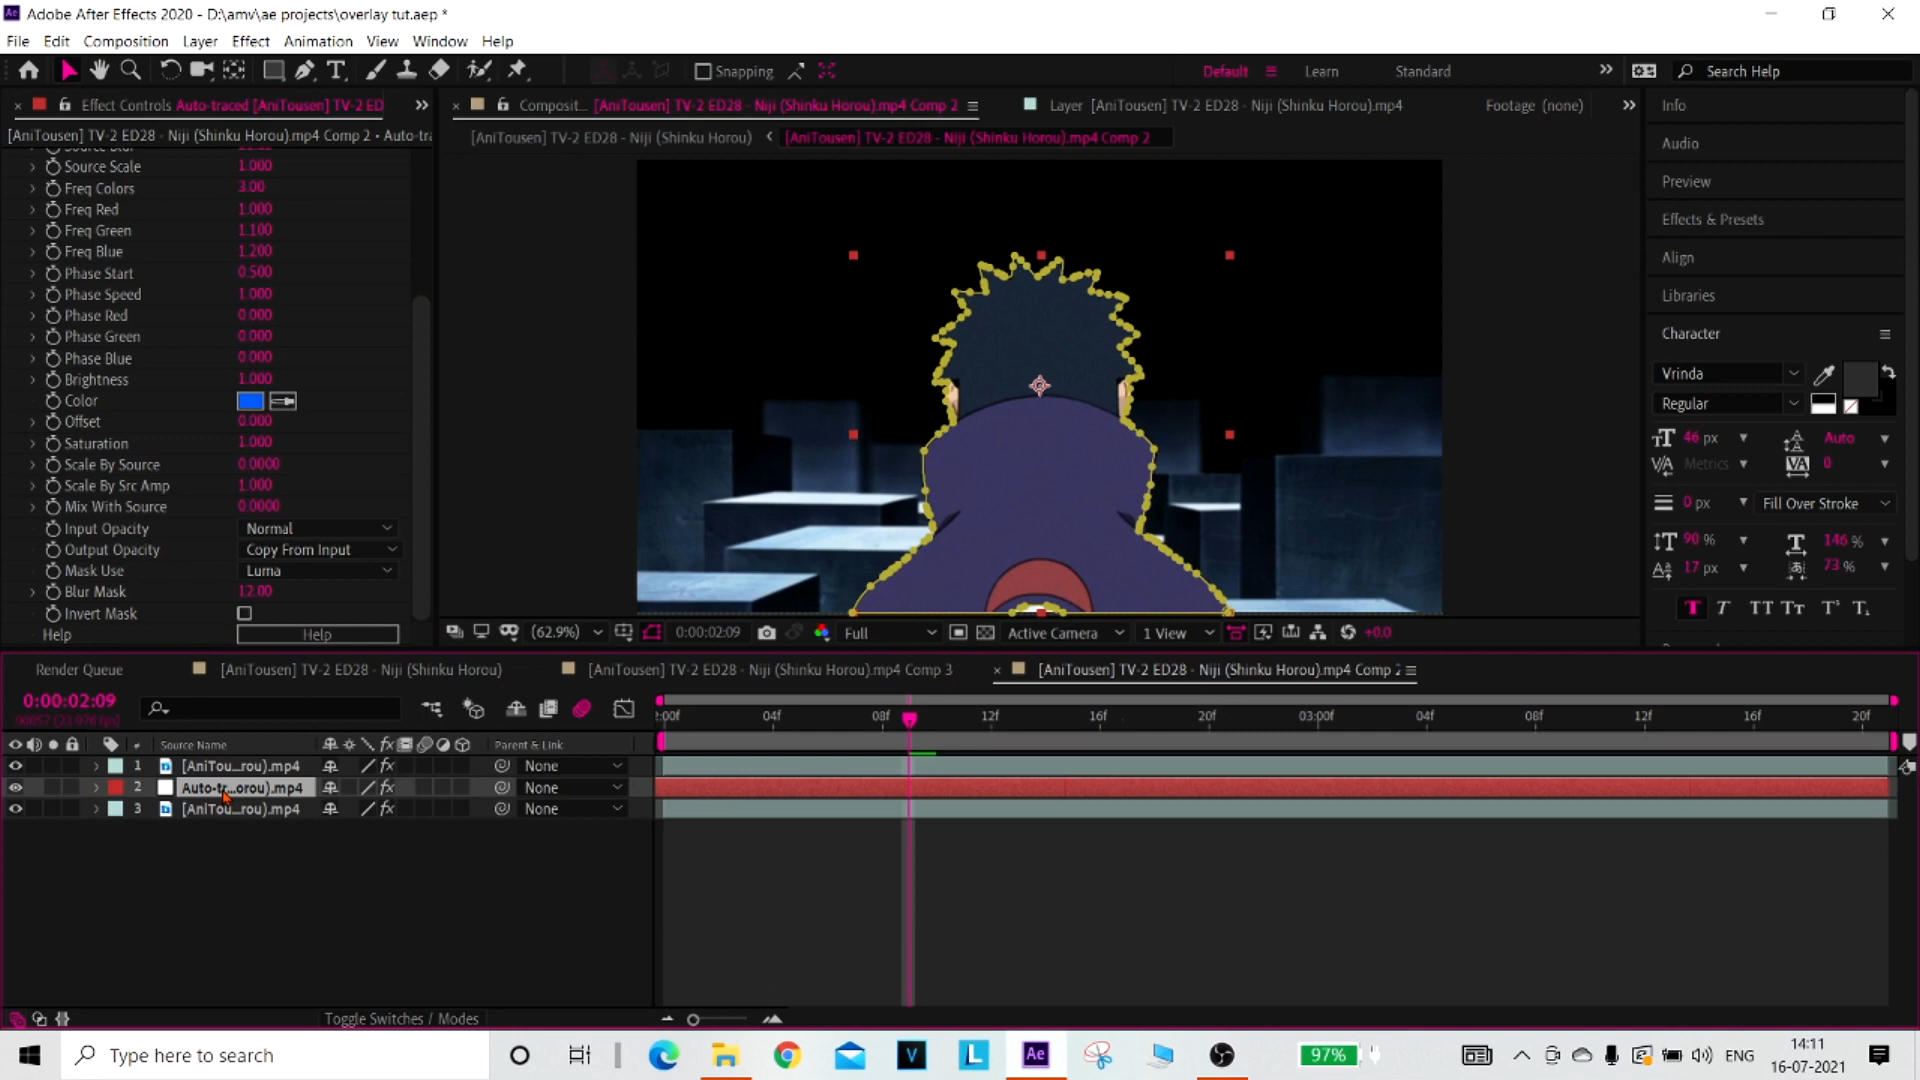 Adobe After Effects 2020 - D:\amv\ae projects\overlay tut.aep *
File Edit Composition Layer Effect Animation View Window Help
Snapping
Default Learn Standard Search Help
Effect Controls Auto-traced [AniTousen] TV-2 ED
Composit... [AniTousen] TV-2 ED28 - Niji (Shinku Horou).mp4 Comp 2
Layer [AniTousen] TV-2 ED28 - Niji (Shinku Horou).mp4
Footage (none)
[AniTousen] TV-2 ED28 - Niji (Shinku Horou).mp4 Comp 2 • Auto-tra
[AniTousen] TV-2 ED28 - Niji (Shinku Horou) [AniTousen] TV-2 ED28 - Niji (Shinku Horou).mp4 Comp 2
Source Scale 1.000
Freq Colors 3.00
Freq Red 1.000
Freq Green 1.100
Freq Blue 1.200
Phase Start 0.500
Phase Speed 1.000
Phase Red 0.000
Phase Green 0.000
Phase Blue 0.000
Brightness 1.000
Color
Offset 0.000
Saturation 1.000
Scale By Source 0.0000
Scale By Src Amp 1.000
Mix With Source 0.0000
Input Opacity Normal
Output Opacity Copy From Input
Mask Use Luma
Blur Mask 12.00
Invert Mask
Help Help
(62.9%) 0:00:02:09 Full Active Camera 1 View +0.0
Info
Audio
Preview
Effects & Presets
Align
Libraries
Character
Vrinda
Regular
46 px Auto
Metrics 0
0 px Fill Over Stroke
90 % 146 %
17 px 73 %
T T TT Tt T T
Render Queue [AniTousen] TV-2 ED28 - Niji (Shinku Horou) [AniTousen] TV-2 ED28 - Niji (Shinku Horou).mp4 Comp 3 [AniTousen] TV-2 ED28 - Niji (Shinku Horou).mp4 Comp 2
0:00:02:09
00057 (23.976 fps)
2:00f 04f 08f 12f 16f 20f 03:00f 04f 08f 12f 16f 20f
# Source Name fx Parent & Link
1 [AniTou...rou).mp4 fx None
2 Auto-tr...orou).mp4 fx None
3 [AniTou...rou).mp4 fx None
Toggle Switches / Modes
Type here to search
V L Ae
97%
ENG
14:11
16-07-2021